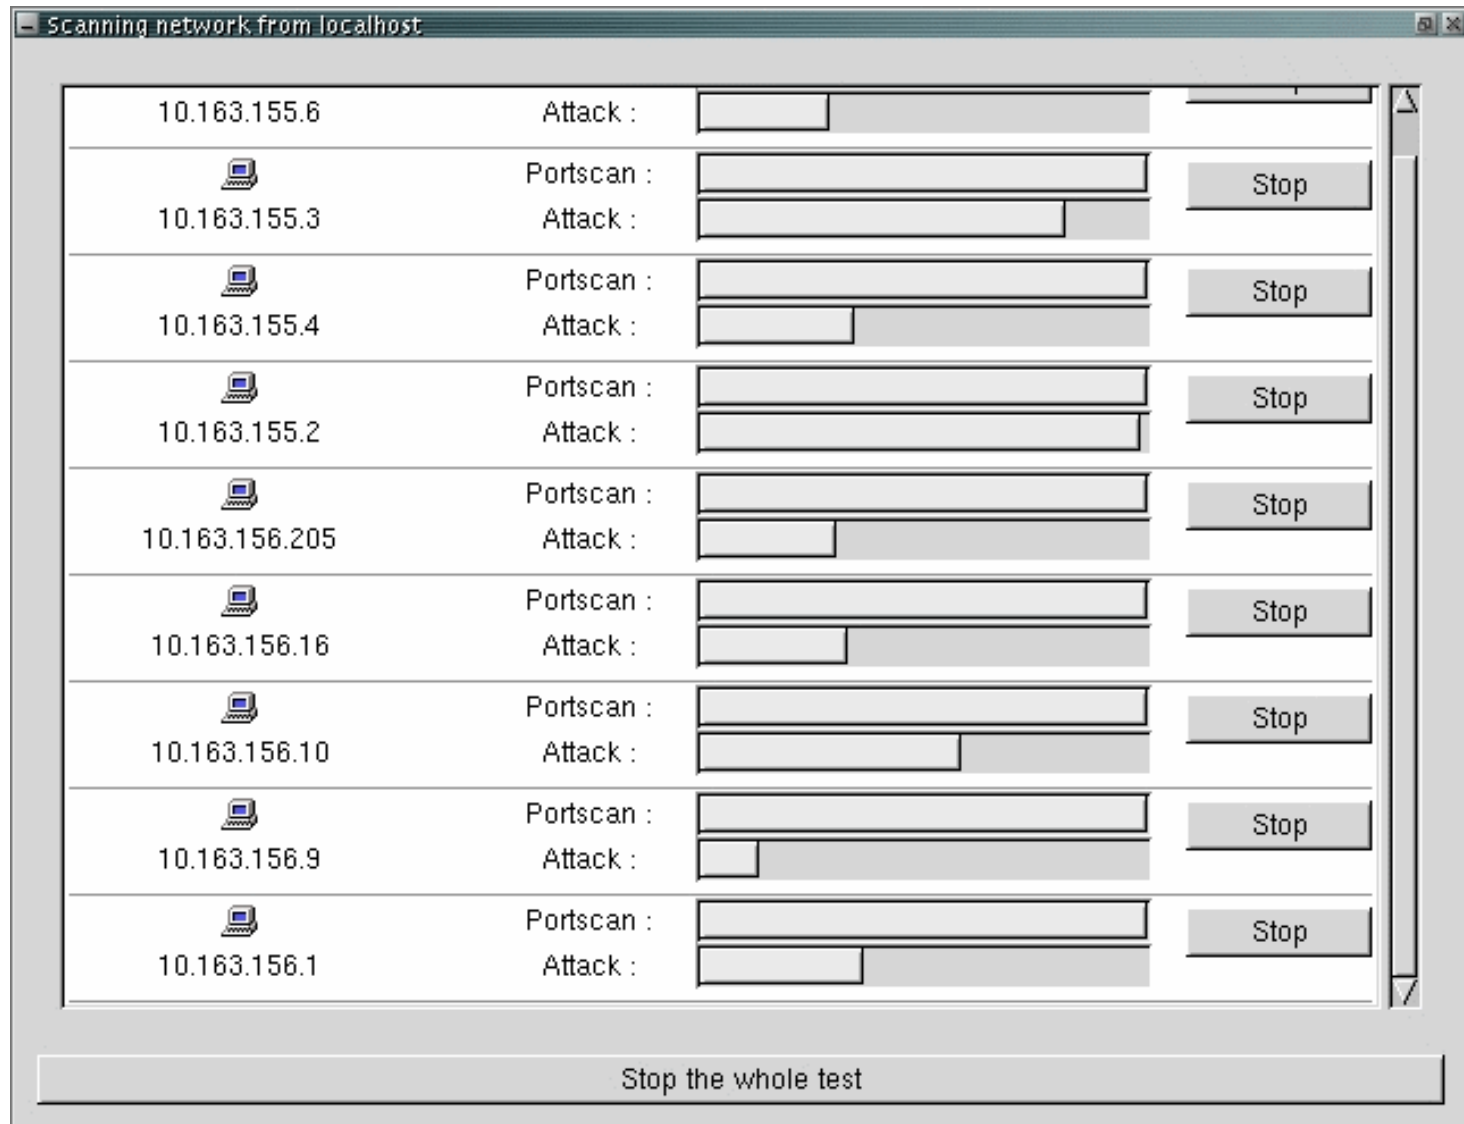 Scanning network from localhost
10.163.155.6 Attack :
Portscan : Stop
10.163.155.3 Attack :
Portscan : Stop
10.163.155.4 Attack :
Portscan : Stop
10.163.155.2 Attack :
Portscan : Stop
10.163.156.205 Attack :
Portscan : Stop
10.163.156.16 Attack :
Portscan : Stop
10.163.156.10 Attack :
Portscan : Stop
10.163.156.9 Attack :
Portscan : Stop
10.163.156.1 Attack :
Stop the whole test